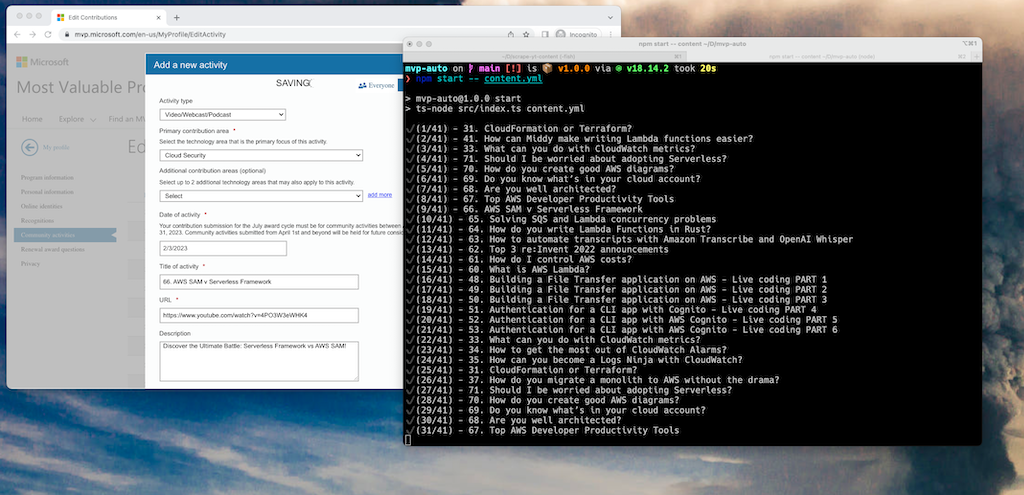 Edit Contributions
mvp.microsoft.com/en-us/MyProfile/EditActivity
Incognito
Microsoft
Most Valuable Pr
Home Explore Find an MV
My profile
Ed
Program information
Personal information
Online identities
Recognitions
Community activities
Renewal award questions
Privacy
Add a new activity
SAVING
Everyone
Activity type
Video/Webcast/Podcast
Primary contribution area *
Select the technology area that is the primary focus of this activity.
Cloud Security
Additional contribution areas (optional)
Select up to 2 additional technology areas that may also apply to this activity.
Select
add more
Date of activity *
Your contribution submission for the July award cycle must be for community activities between
31, 2023. Community activities submitted from April 1st and beyond will be held for future consid
2/3/2023
Title of activity *
66. AWS SAM v Serverless Framework
URL *
https://www.youtube.com/watch?v=4PO3W3eWHK4
Description
Discover the Ultimate Battle: Serverless Framework vs AWS SAM!
npm start -- content ~/D/mvp-auto
⌥⌘1
npm start -- content ~/D/mvp-auto (node)
mvp-auto on main [!] is v1.0.0 via v18.14.2 took 20s
❯ npm start -- content.yml
> mvp-auto@1.0.0 start
> ts-node src/index.ts content.yml
✓(1/41) - 31. CloudFormation or Terraform?
✓(2/41) - 41. How can Middy make writing Lambda functions easier?
✓(3/41) - 33. What can you do with CloudWatch metrics?
✓(4/41) - 71. Should I be worried about adopting Serverless?
✓(5/41) - 70. How do you create good AWS diagrams?
✓(6/41) - 69. Do you know what's in your cloud account?
✓(7/41) - 68. Are you well architected?
✓(8/41) - 67. Top AWS Developer Productivity Tools
✓(9/41) - 66. AWS SAM v Serverless Framework
✓(10/41) - 65. Solving SQS and Lambda concurrency problems
✓(11/41) - 64. How do you write Lambda Functions in Rust?
✓(12/41) - 63. How to automate transcripts with Amazon Transcribe and OpenAI Whisper
✓(13/41) - 62. Top 3 re:Invent 2022 announcements
✓(14/41) - 61. How do I control AWS costs?
✓(15/41) - 60. What is AWS Lambda?
✓(16/41) - 48. Building a File Transfer application on AWS - Live coding PART 1
✓(17/41) - 49. Building a File Transfer application on AWS - Live coding PART 2
✓(18/41) - 50. Building a File Transfer application on AWS - Live coding PART 3
✓(19/41) - 51. Authentication for a CLI app with Cognito - Live coding PART 4
✓(20/41) - 52. Authentication for a CLI app with AWS Cognito - Live coding PART 5
✓(21/41) - 53. Authentication for a CLI app with AWS Cognito - Live coding PART 6
✓(22/41) - 33. What can you do with CloudWatch metrics?
✓(23/41) - 34. How to get the most out of CloudWatch Alarms?
✓(24/41) - 35. How can you become a Logs Ninja with CloudWatch?
✓(25/41) - 31. CloudFormation or Terraform?
✓(26/41) - 37. How do you migrate a monolith to AWS without the drama?
✓(27/41) - 71. Should I be worried about adopting Serverless?
✓(28/41) - 70. How do you create good AWS diagrams?
✓(29/41) - 69. Do you know what's in your cloud account?
✓(30/41) - 68. Are you well architected?
✓(31/41) - 67. Top AWS Developer Productivity Tools